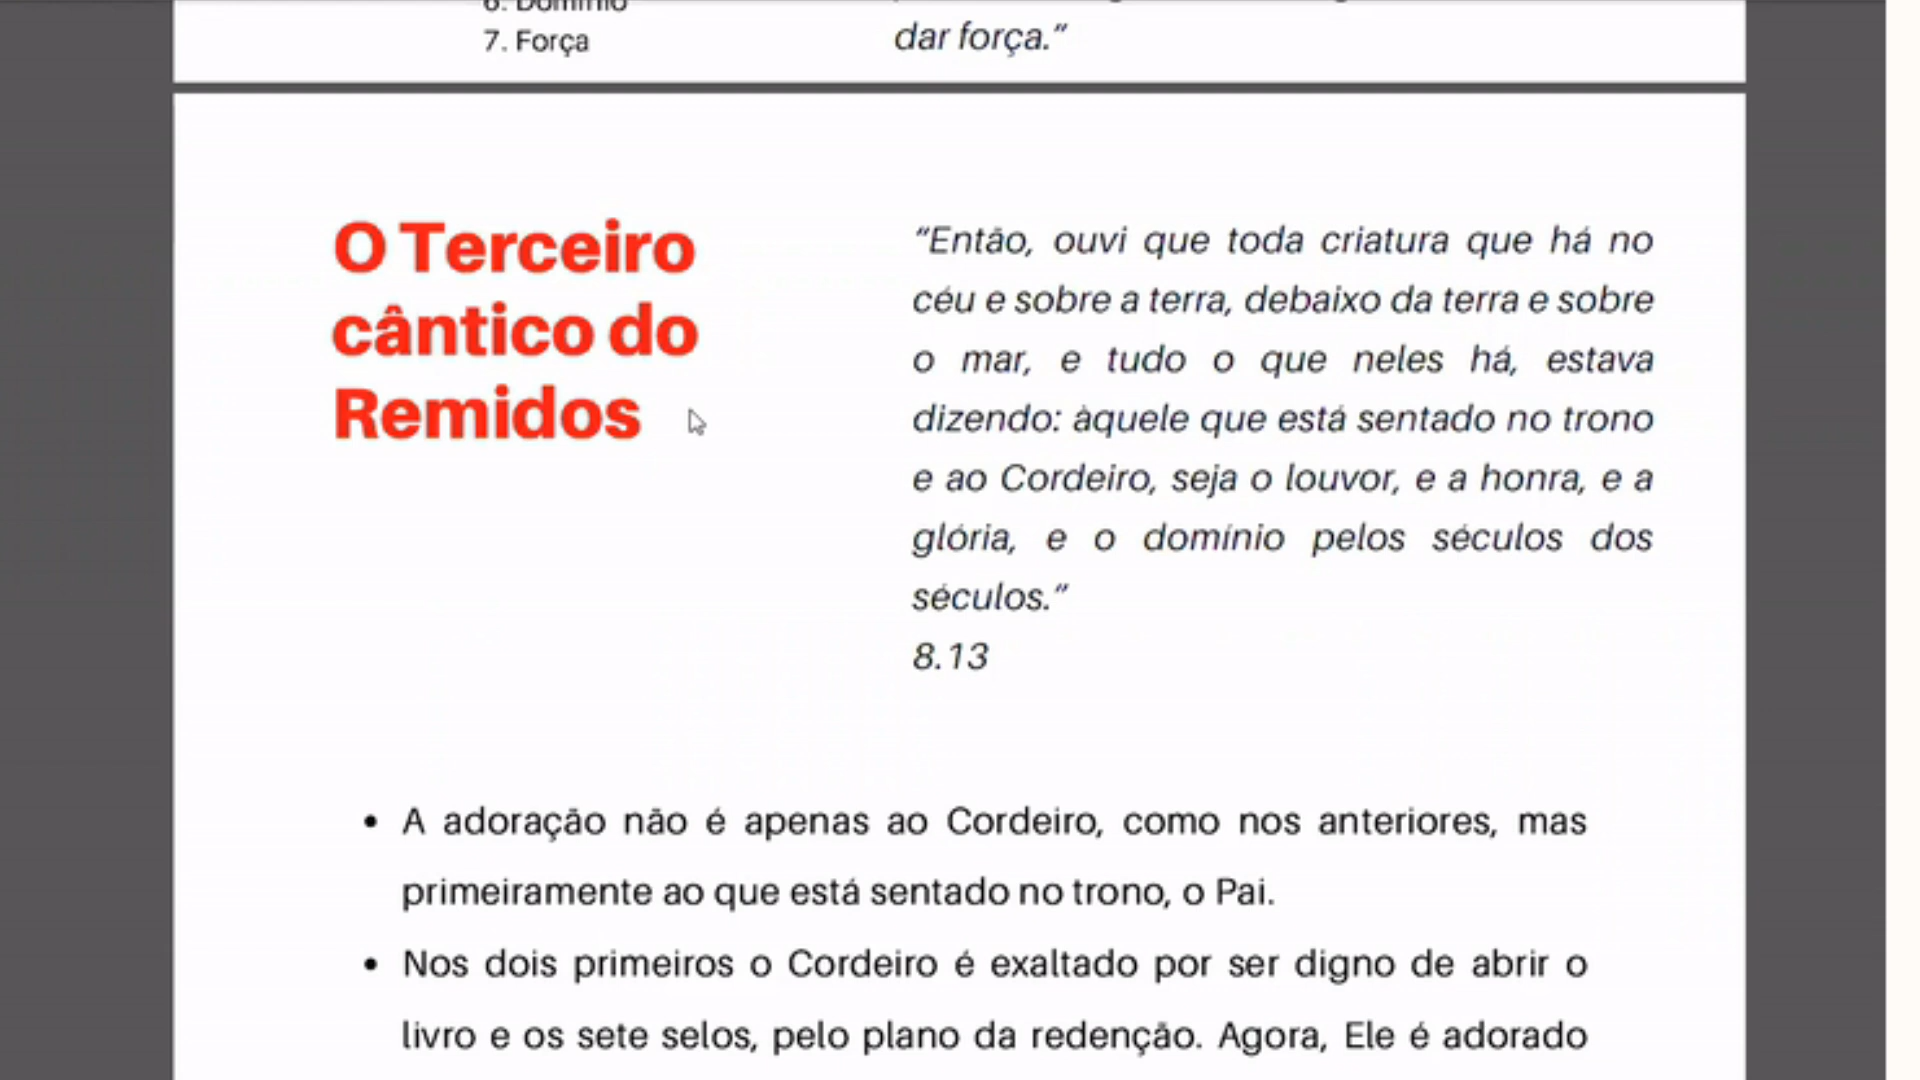 6. Domínio
7. Força
dar força.”
O Terceiro
cântico do
Remidos
“Então, ouvi que toda criatura que há no
céu e sobre a terra, debaixo da terra e sobre
o mar, e tudo o que neles há, estava
dizendo: àquele que está sentado no trono
e ao Cordeiro, seja o louvor, e a honra, e a
glória, e o domínio pelos séculos dos
séculos.”
8.13
• A adoração não é apenas ao Cordeiro, como nos anteriores, mas
primeiramente ao que está sentado no trono, o Pai.
• Nos dois primeiros o Cordeiro é exaltado por ser digno de abrir o
livro e os sete selos, pelo plano da redenção. Agora, Ele é adorado